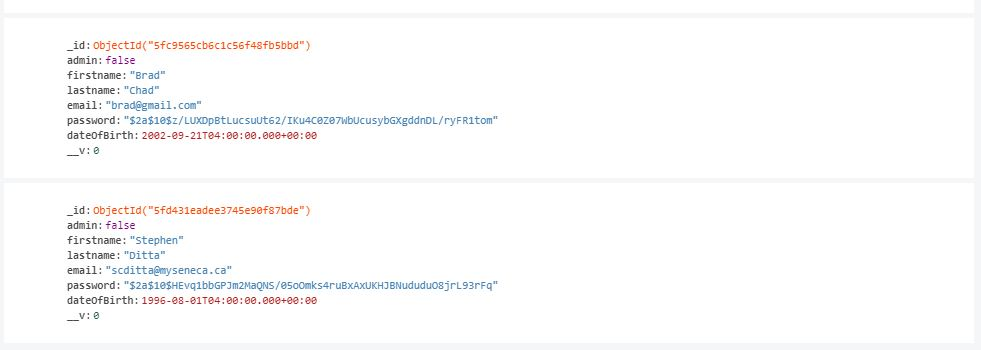 _id: ObjectId("5fc9565cb6c1c56f48fb5bbd")
admin: false
firstname: "Brad"
lastname: "Chad"
email: "brad@gmail.com"
password: "$2a$10$z/LUXDpBtLucsuUt62/IKu4C0Z07WbUcusybGXgddnDL/ryFR1tom"
dateOfBirth: 2002-09-21T04:00:00.000+00:00
__v: 0
_id: ObjectId("5fd431eadee3745e90f87bde")
admin: false
firstname: "Stephen"
lastname: "Ditta"
email: "scditta@myseneca.ca"
password: "$2a$10$HEvq1bbGPJm2MaQNS/05oOmks4ruBxAxUKHJBNududuO8jrL93rFq"
dateOfBirth: 1996-08-01T04:00:00.000+00:00
__v: 0